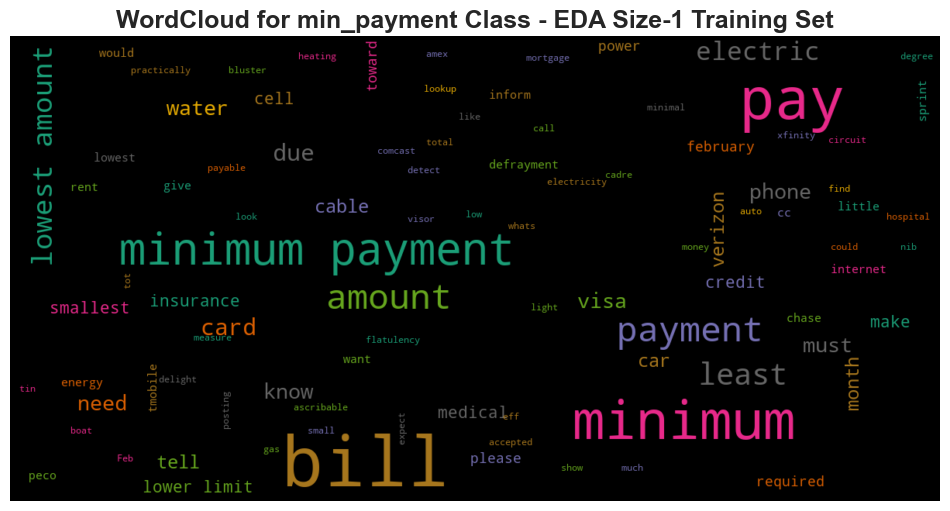 WordCloud for min_payment Class - EDA Size-1 Training Set
would
practically
bluster
heating
toward
amex
mortgage
power
electric
degree
lowest amount
water
cell
lookup
inform
like
call
minimal
pay
sprint
xfinity
circuit
february
lowest
due
payable
comcast
total
detect
defrayment
electricity
cadre
rent
give
cable
look
visor
low
whats
phone
verizon
auto
cc
find
little
hospital
minimum payment
money
could
nib
internet
tot
smallest
insurance
amount
light
visa
credit
card
measure
flatulency
payment
chase
make
want
car
must
least
month
energy
tmobile
delight
know
tin
need
posting
ascribable
expect
medical
eff
minimum
boat
small
bill
accepted
Feb
tell
gas
please
show
much
peco
lower limit
required